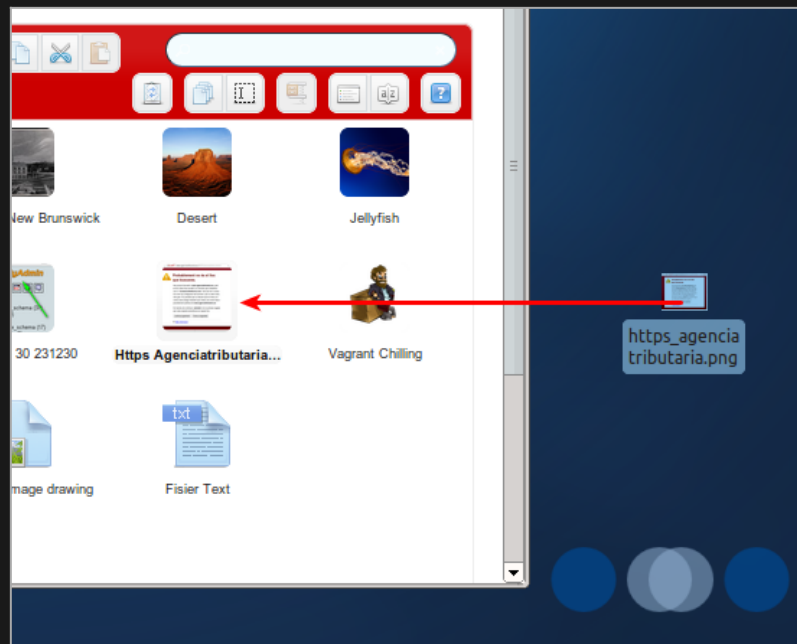 New Brunswick
Desert
Jellyfish
30 231230
Https Agenciatributaria...
Vagrant Chilling
https_agencia
tributaria.png
txt
mage drawing
Fisier Text
a z
?